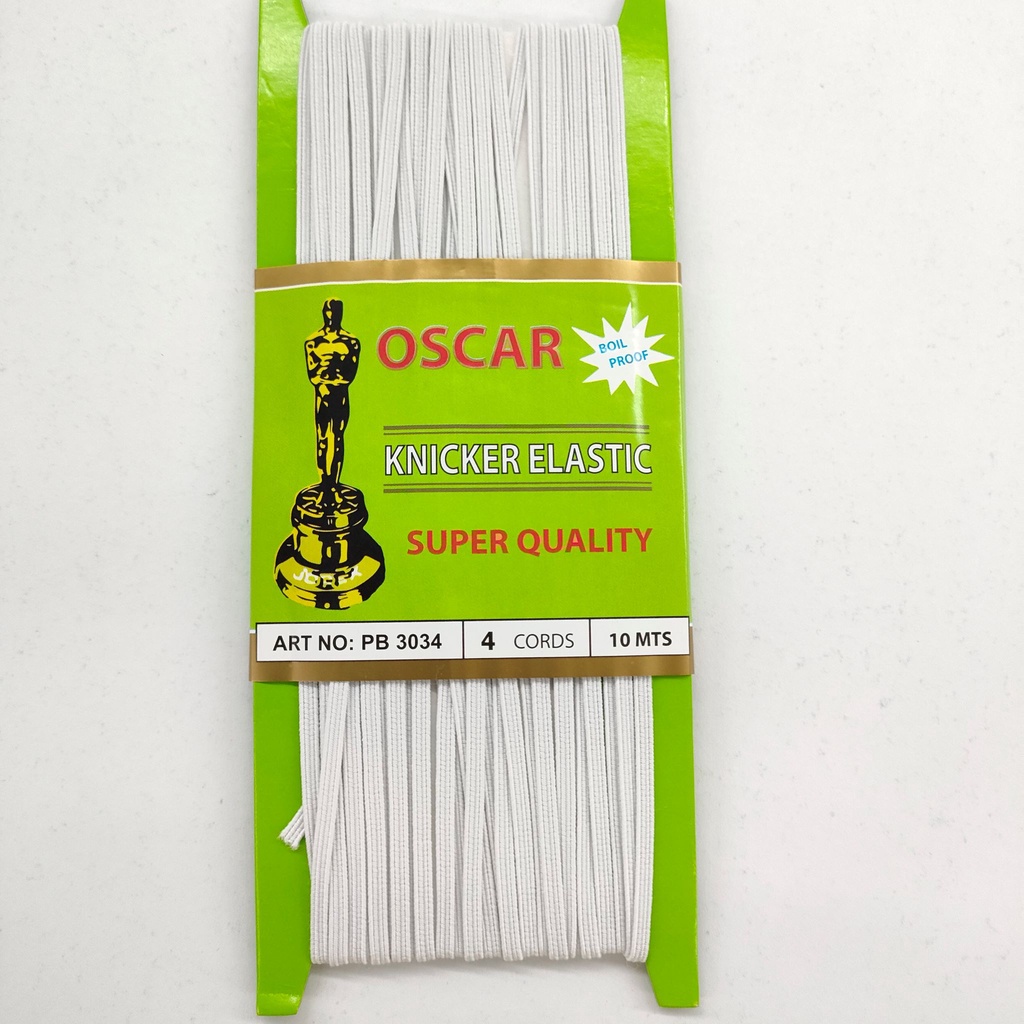 OSCAR
BOIL
PROOF
KNICKER ELASTIC
SUPER QUALITY
ART NO: PB 3034 4 CORDS 10 MTS